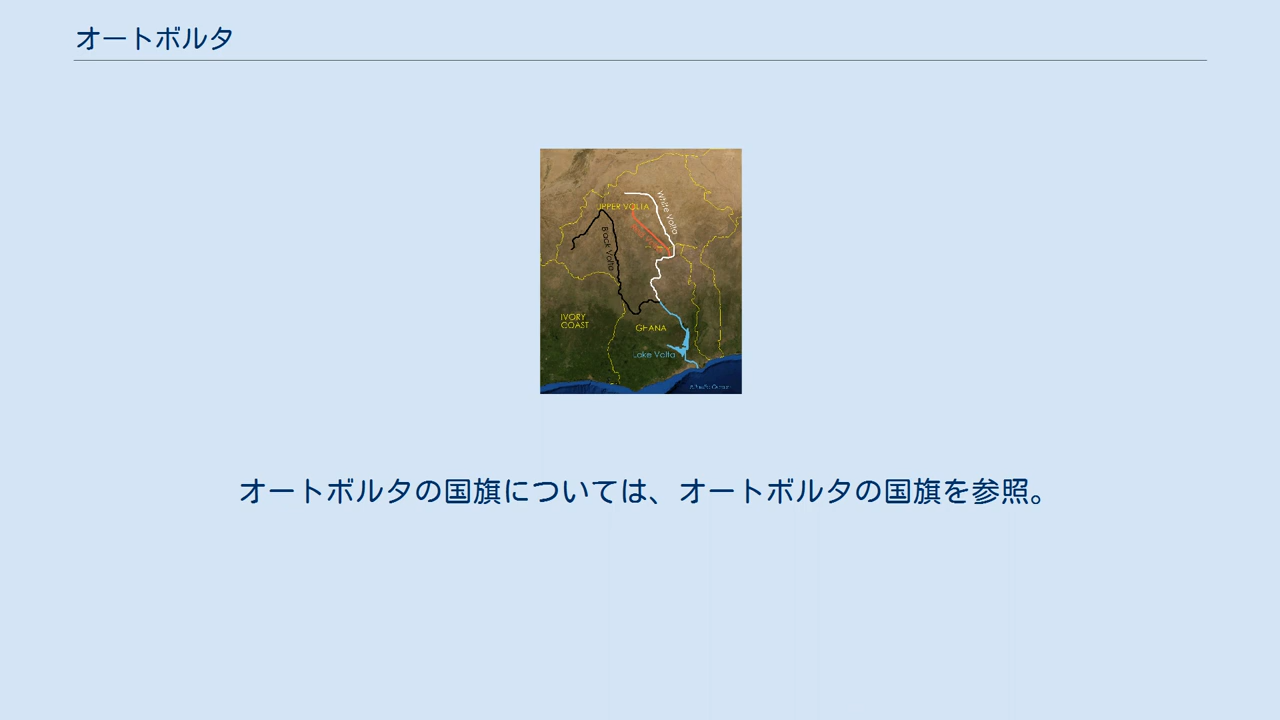 オートボルタ
UPPER VOLTA
White Volta
Black Volta
IVORY
COAST
GHANA
Lake Volta
オートボルタの国旗については、オートボルタの国旗を参照。